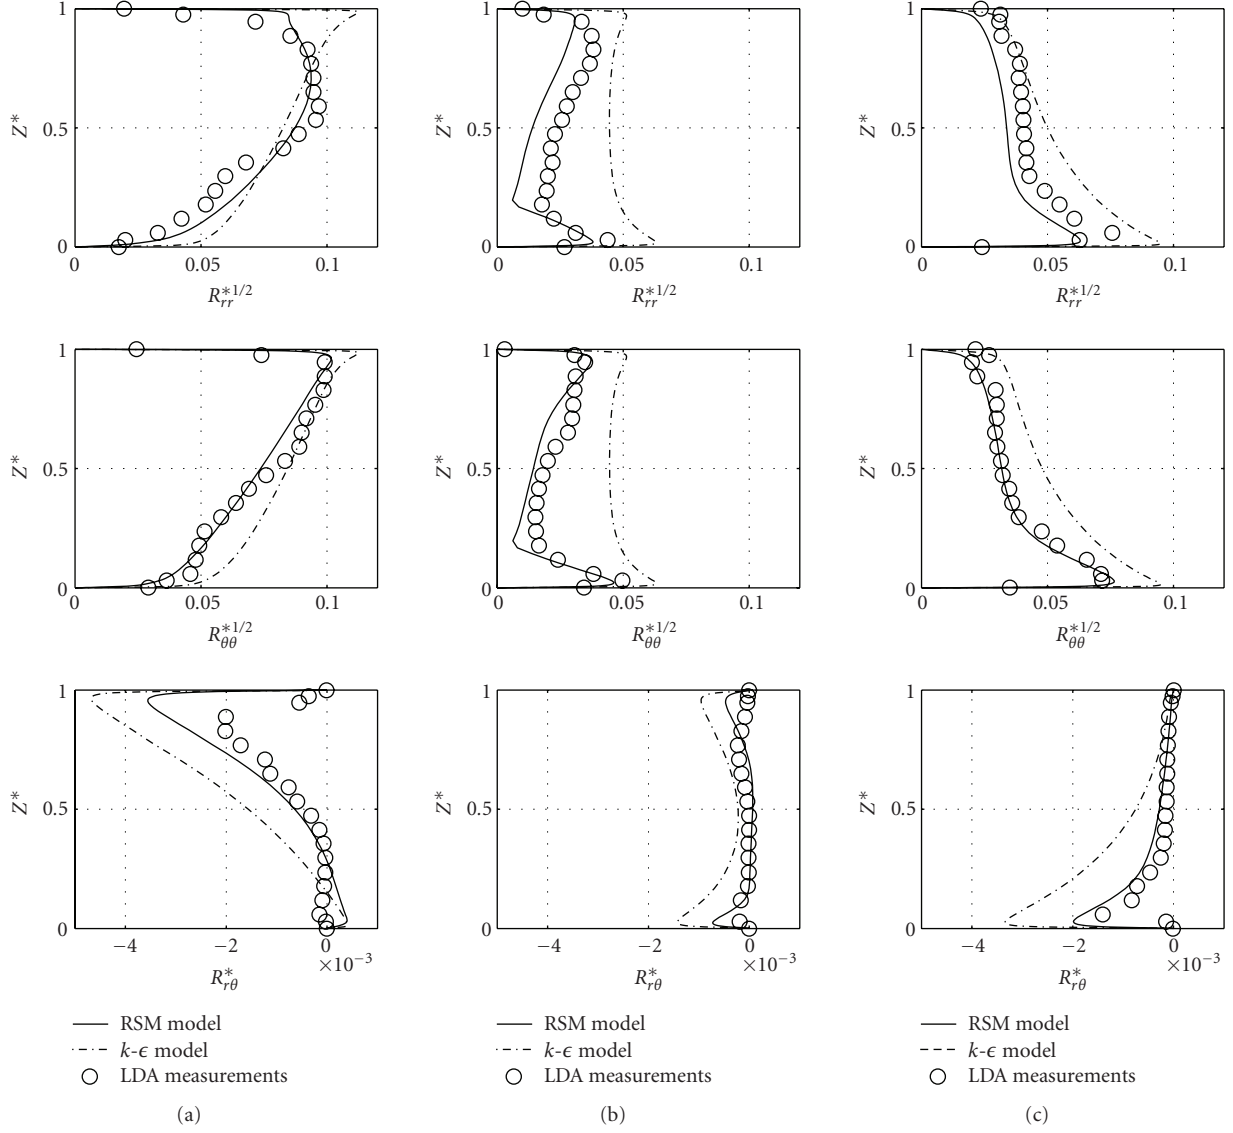 1 1 1
Z* 0.5 Z* 0.5 Z* 0.5
0 0 0
0 0.05 0.1 0 0.05 0.1 0 0.05 0.1
R*1/2rr R*1/2rr R*1/2rr
1 1 1
Z* 0.5 Z* 0.5 Z* 0.5
0 0 0
0 0.05 0.1 0 0.05 0.1 0 0.05 0.1
R*1/2θθ R*1/2θθ R*1/2θθ
1 1 1
Z* 0.5 Z* 0.5 Z* 0.5
0 0 0
−4 −2 0 −4 −2 0 −4 −2 0
×10−3 ×10−3 ×10−3
R*rθ R*rθ R*rθ
RSM model RSM model RSM model
k-ϵ model k-ϵ model k-ϵ model
LDA measurements LDA measurements LDA measurements
(a) (b) (c)